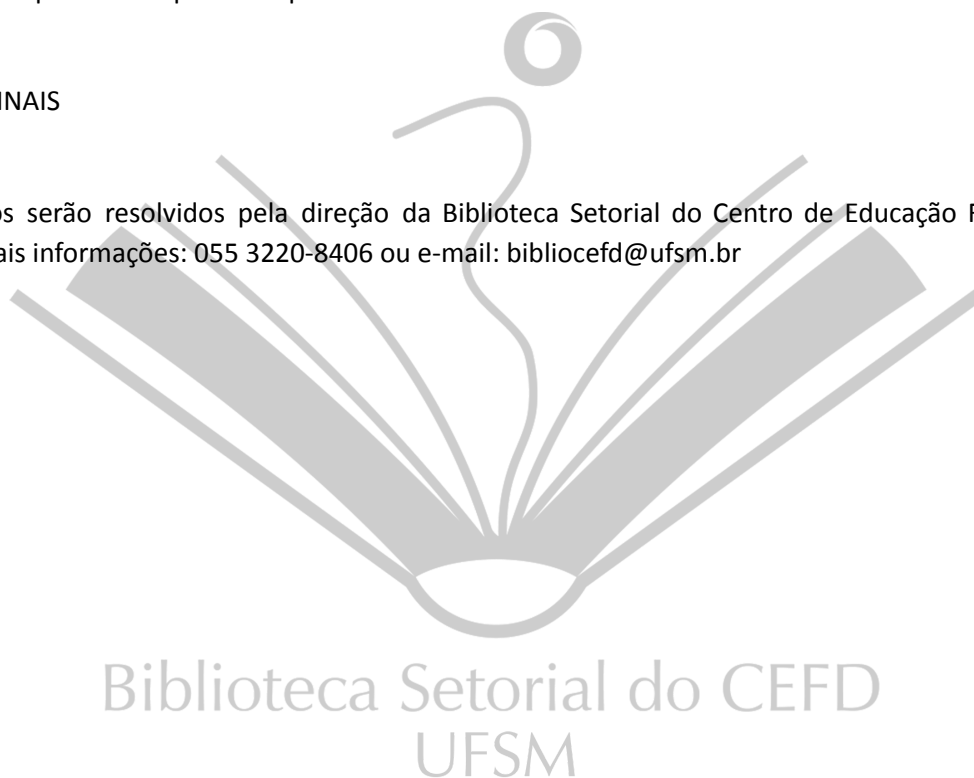 INAIS
os serão resolvidos pela direção da Biblioteca Setorial do Centro de Educação F
ais informações: 055 3220-8406 ou e-mail: bibliocefd@ufsm.br
Biblioteca Setorial do CEFD
UFSM